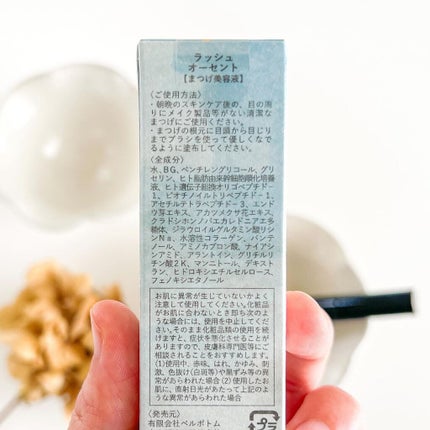 ラッシュ
オーセント
【まつげ美容液】
〈ご使用方法〉
・朝晩のスキンケア後の、目の周
りにメイク製品等がない清潔な
まつげにご使用ください。
・まつげの根元に目頭から目じり
までブラシを使って優しくなで
るように塗布してください。
〈全成分〉
水、BG、ペンチレングリコール、グリ
セリン、ヒト脂肪由来幹細胞順化培養
液、ヒト遺伝子組換オリゴペプチド-
1、ビオチノイルトリペプチド-1、
アセチルテトラペプチド-3、エンド
ウ芽エキス、アカツメクサ花エキス、
クラドシホンノバエカレドニアエ多
糖体、ジラウロイルグルタミン酸リシ
ンNa、水溶性コラーゲン、パンテ
ノール、アミノカプロン酸、ナイアシ
ンアミド、アラントイン、グリチルリ
チン酸2K、マンニトール、デキスト
ラン、ヒドロキシエチルセルロース、
フェノキシエタノール
お肌に異常が生じていないかよく
注意して使用してください。化粧品
がお肌に合わないとき即ち次のよ
うな場合には、使用を中止してくだ
さい。そのまま化粧品類の使用を続
けますと、症状を悪化させることが
ありますので、皮膚科専門医等にご
相談されることをおすすめします。
(1)使用中、赤味、はれ、かゆみ、刺
激、色抜け(白斑等)や黒ずみ等の異
常があらわれた場合 (2)使用したお
肌に、直射日光があたって上記のよ
うな異常があらわれた場合
〈発売元〉
有限会社ベルボトム
プラ